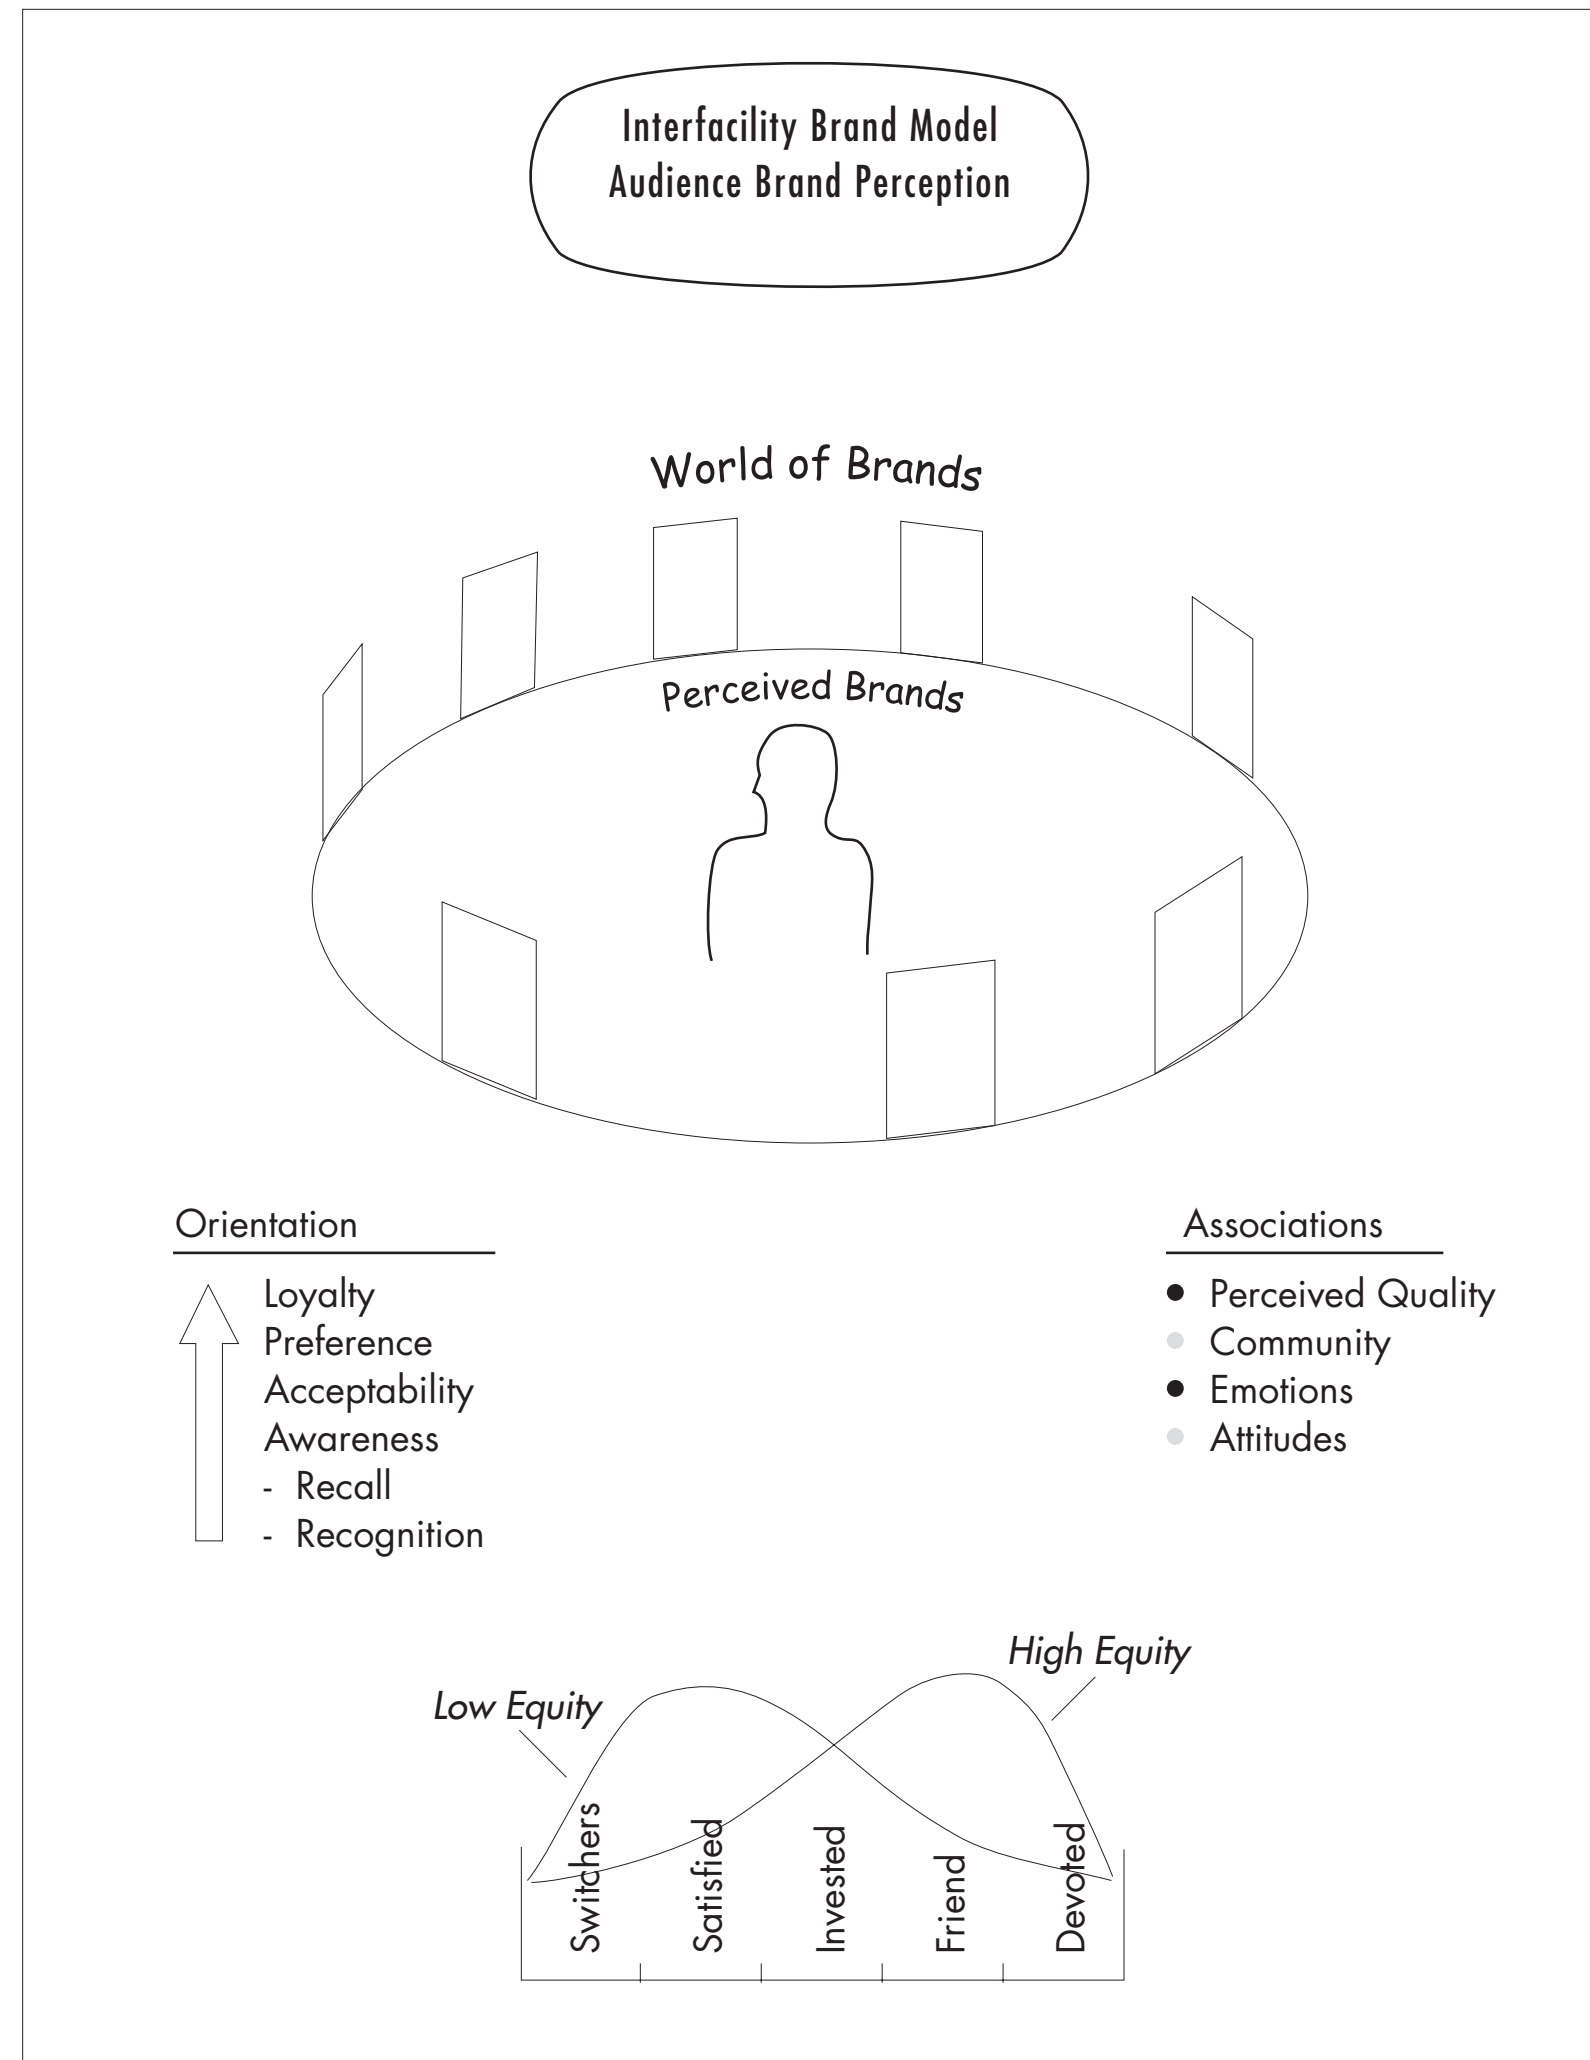 Interfacility Brand Model
Audience Brand Perception
World of Brands
Perceived Brands
Orientation
Loyalty
Preference
Acceptability
Awareness
- Recall
- Recognition
Associations
● Perceived Quality
● Community
● Emotions
● Attitudes
Low Equity
High Equity
Switchers
Satisfied
Invested
Friend
Devoted